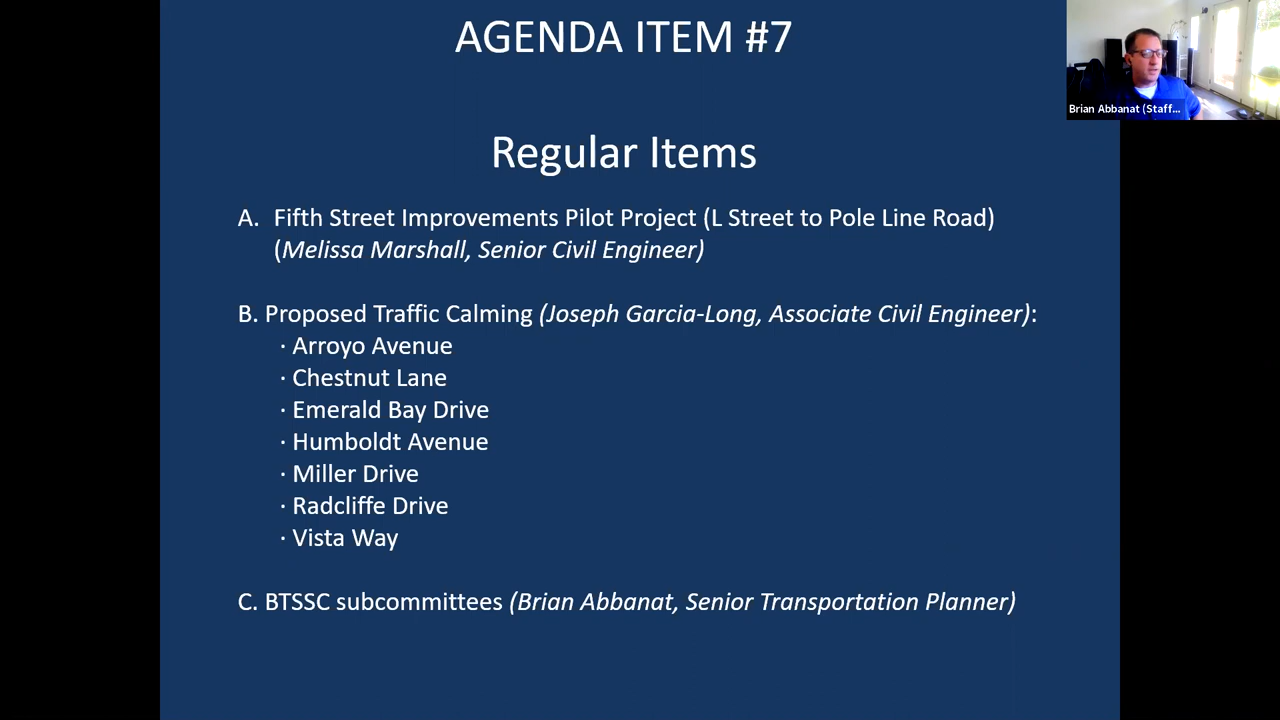 AGENDA ITEM #7
Brian Abbanat (Staff...
Regular Items
A. Fifth Street Improvements Pilot Project (L Street to Pole Line Road)
(Melissa Marshall, Senior Civil Engineer)
B. Proposed Traffic Calming (Joseph Garcia-Long, Associate Civil Engineer):
· Arroyo Avenue
· Chestnut Lane
· Emerald Bay Drive
· Humboldt Avenue
· Miller Drive
· Radcliffe Drive
· Vista Way
C. BTSSC subcommittees (Brian Abbanat, Senior Transportation Planner)